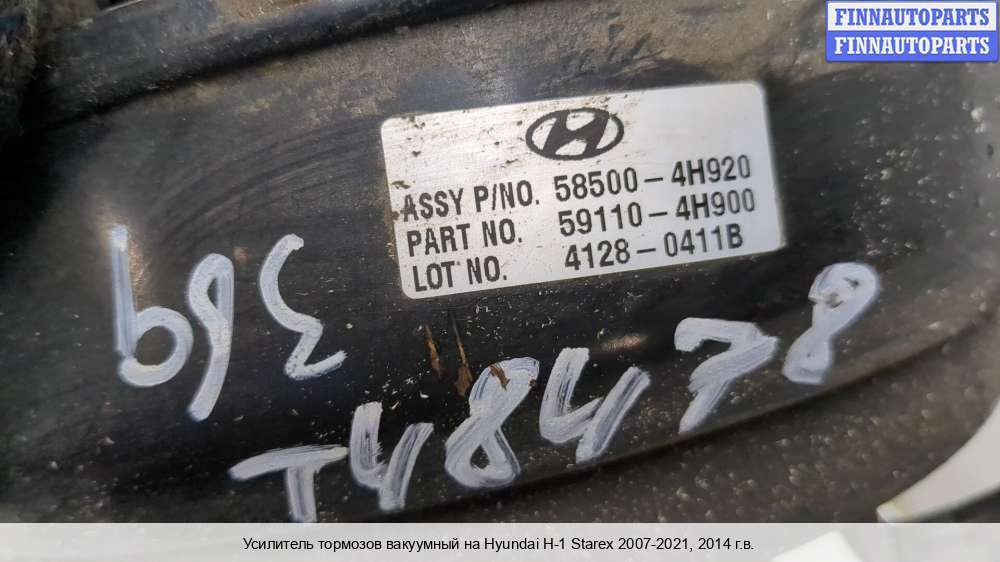 FINNAUTOPARTS
FINNAUTOPARTS
ASSY P/NO. 58500-4H920
PART NO. 59110-4H900
LOT NO. 4128-0411B
T48478
Усилитель тормозов вакуумный на Hyundai H-1 Starex 2007-2021, 2014 г.в.